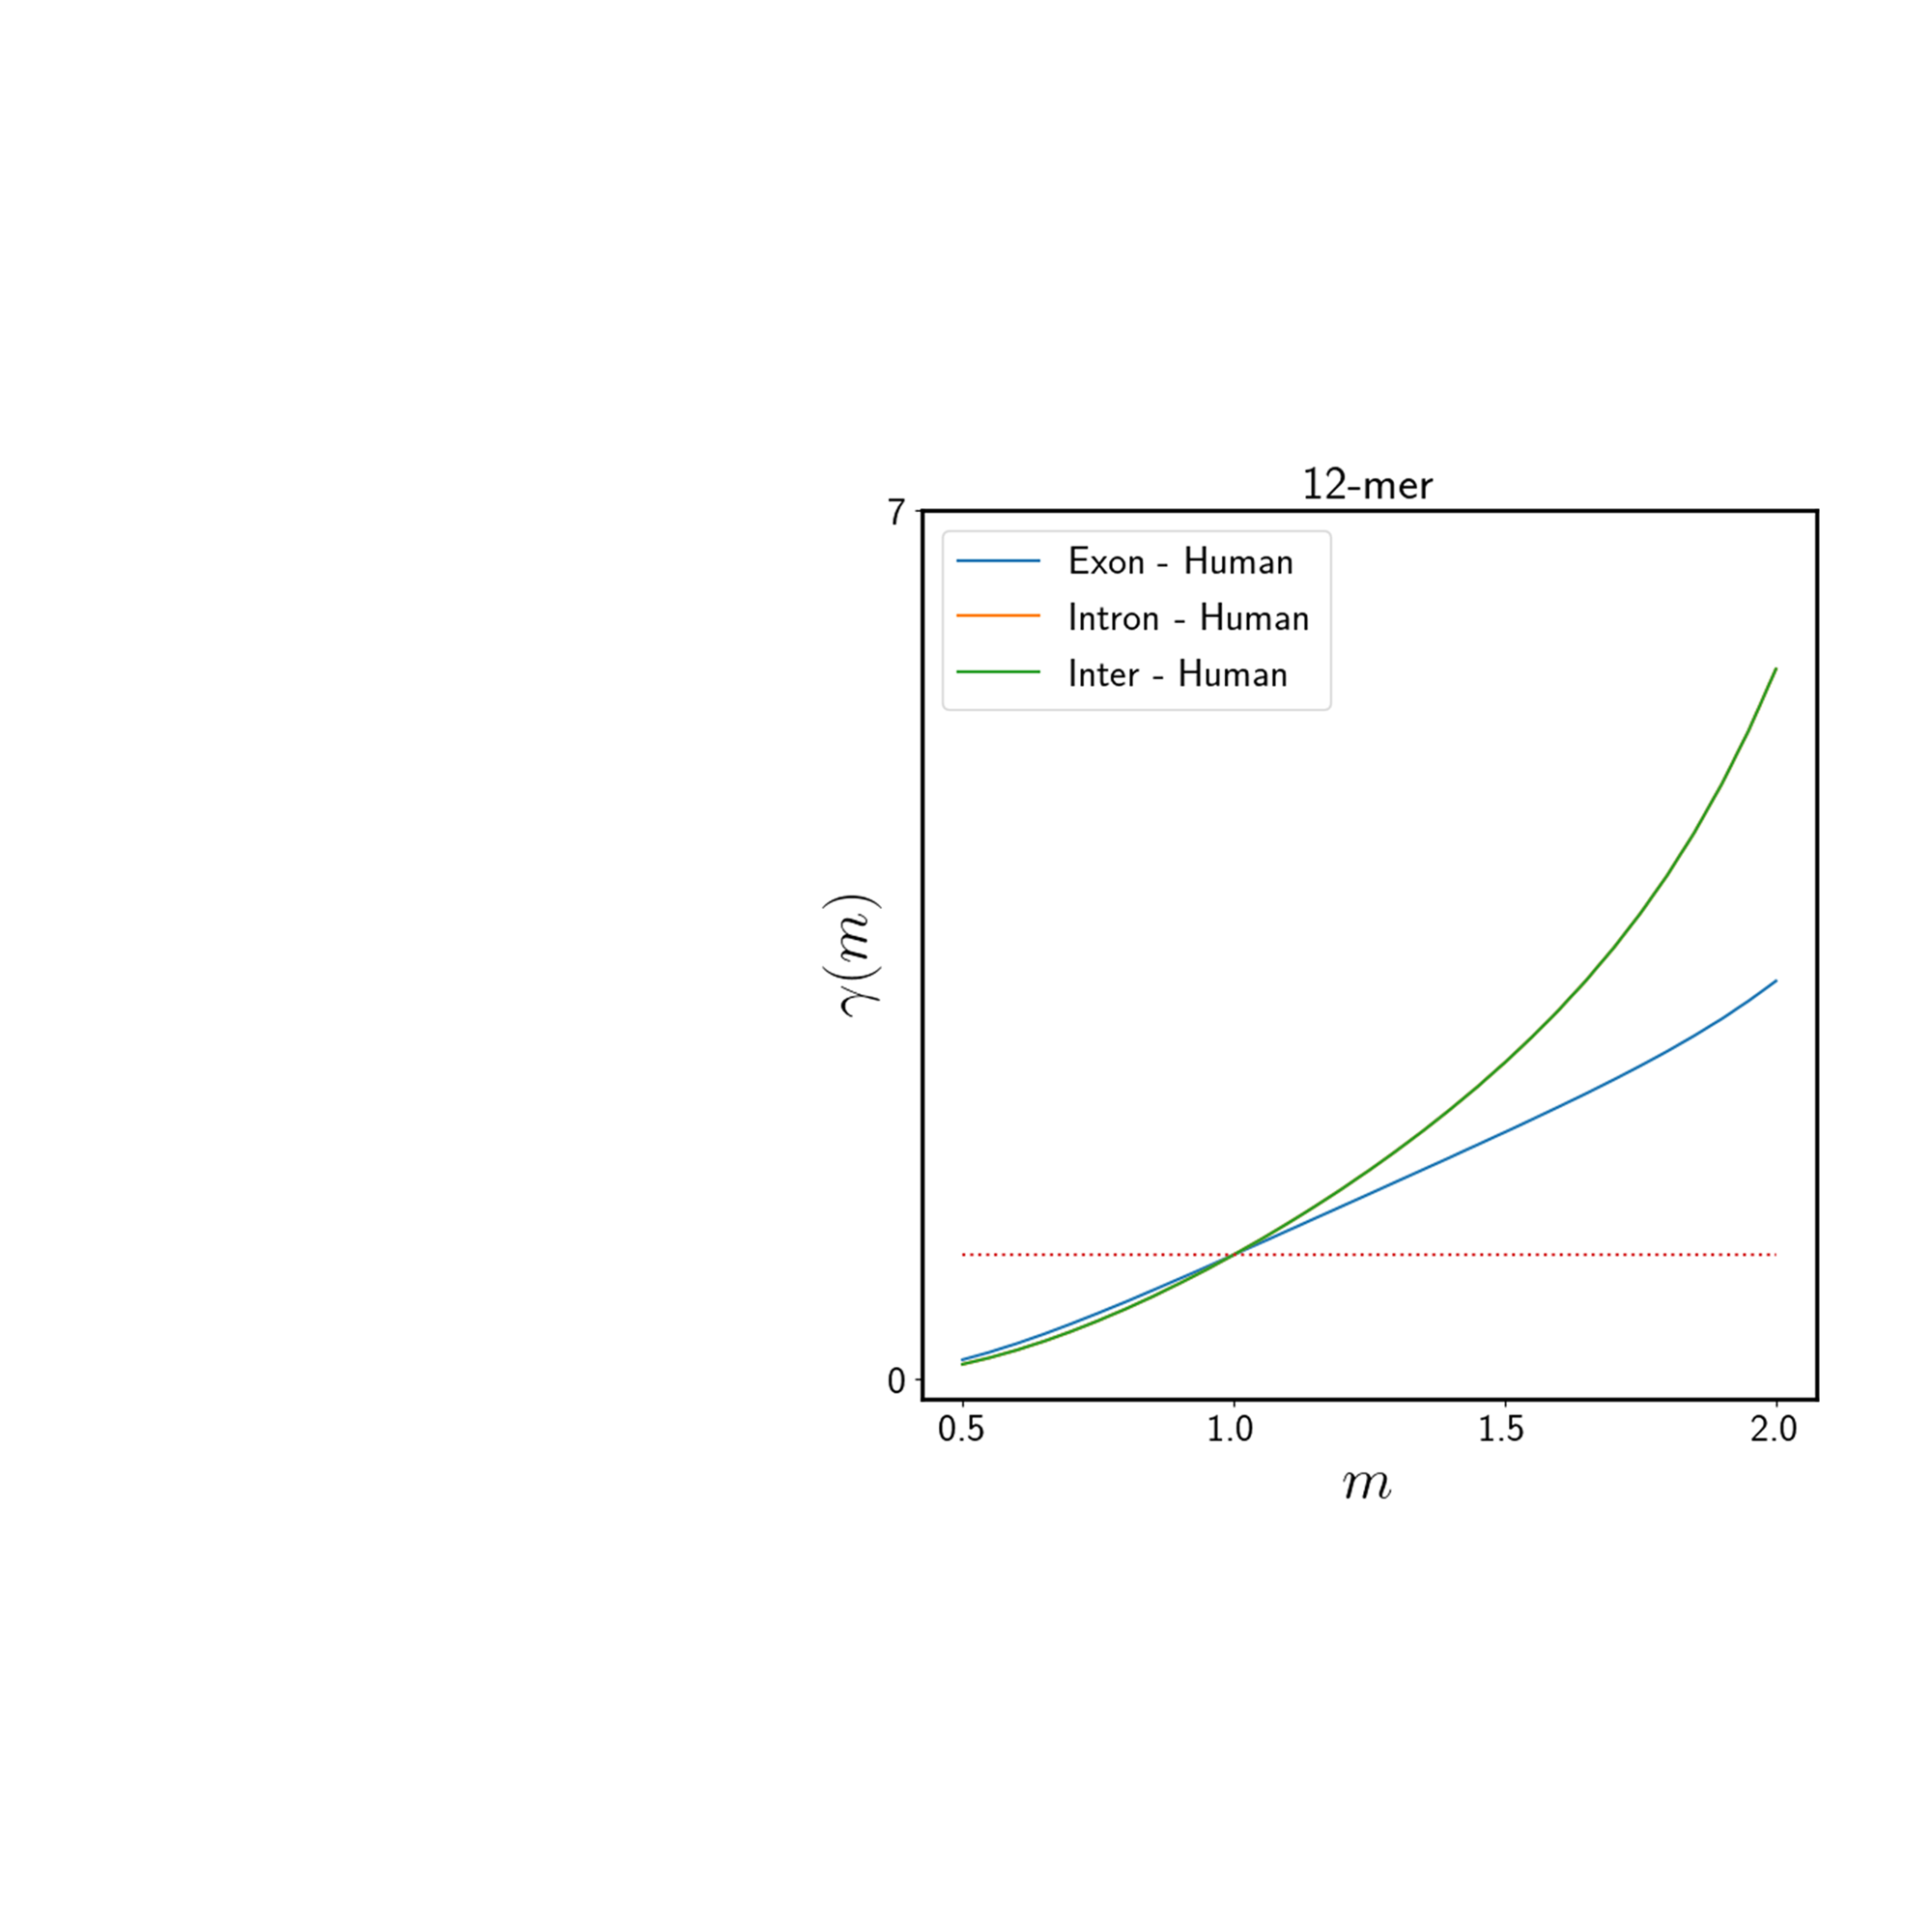 12-mer
7
Exon - Human
Intron - Human
Inter - Human
γ(m)
0
0.5 1.0 1.5 2.0
m